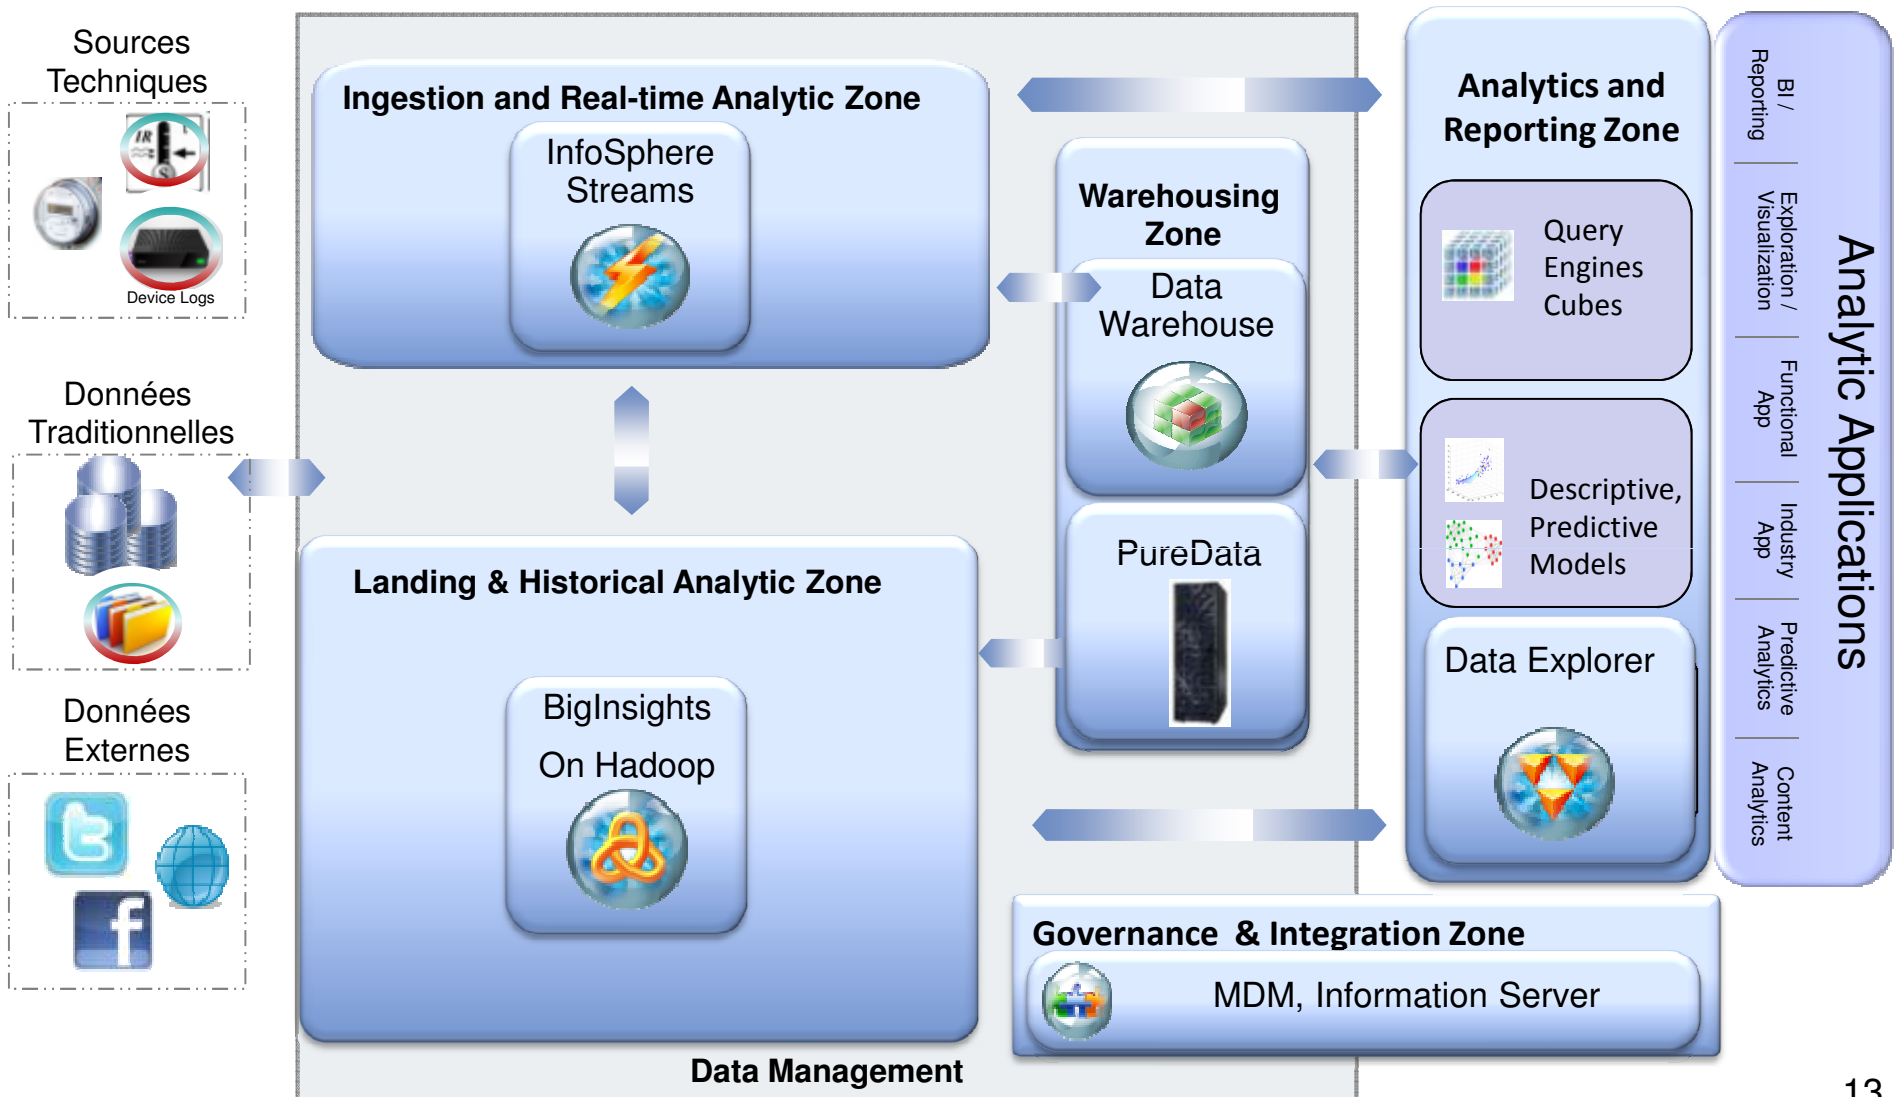 Sources
Techniques
IR
S
Device Logs
Données
Traditionnelles
Données
Externes
Ingestion and Real-time Analytic Zone
InfoSphere
Streams
Landing & Historical Analytic Zone
BigInsights
On Hadoop
Data Management
Warehousing
Zone
Data
Warehouse
PureData
Analytics and
Reporting Zone
Query
Engines
Cubes
Descriptive,
Predictive
Models
Data Explorer
Governance & Integration Zone
MDM, Information Server
BI /
Reporting
Exploration /
Visualization
Functional
App
Industry
App
Predictive
Analytics
Content
Analytics
Analytic Applications
13